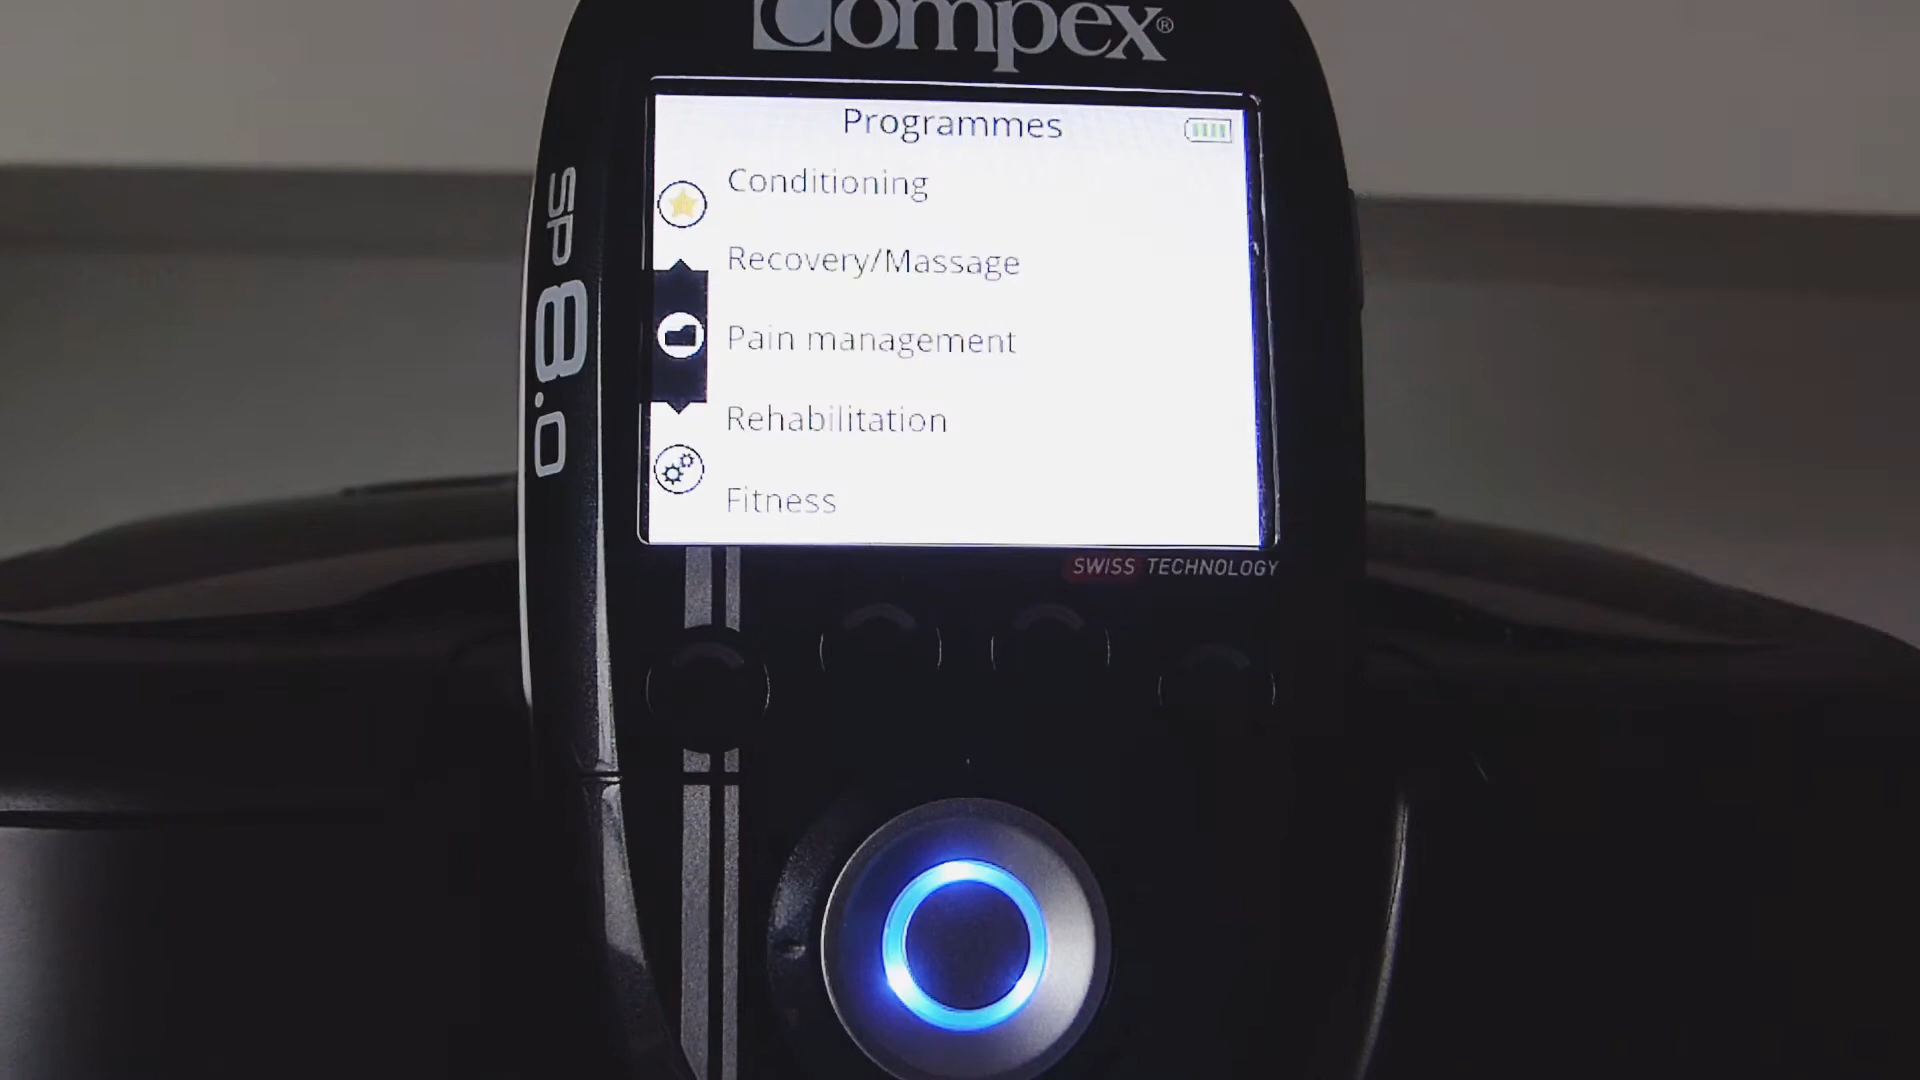 Compex®
Programmes
Conditioning
Recovery/Massage
Pain management
Rehabilitation
Fitness
SP 8.0
SWISS TECHNOLOGY